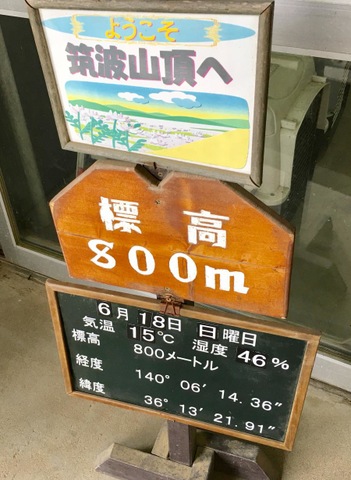 ようこそ
筑波山頂へ
標高
800m
6月18日 日曜日
気温 15℃ 湿度 46%
標高 800メートル
経度 140° 06′ 14.36″
緯度 36° 13′ 21.91″